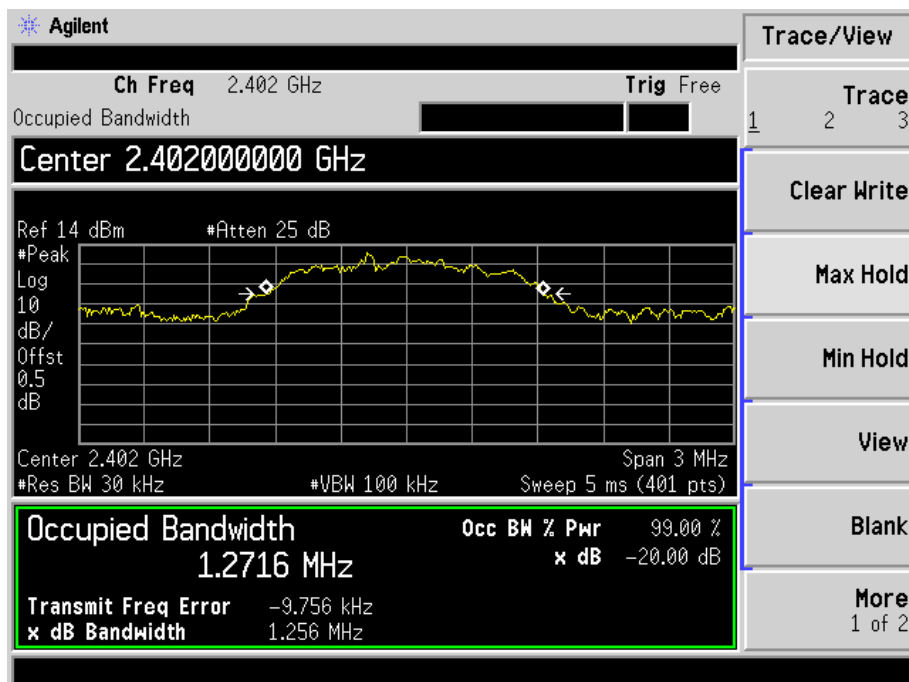 Agilent
Trace/View
Ch Freq 2.402 GHz Trig Free
Occupied Bandwidth
Center 2.402000000 GHz
Ref 14 dBm #Atten 25 dB
#Peak
Log
10
dB/
Offst
0.5
dB
Center 2.402 GHz Span 3 MHz
#Res BW 30 kHz #VBW 100 kHz Sweep 5 ms (401 pts)
Occupied Bandwidth Occ BW % Pwr 99.00 %
1.2716 MHz x dB -20.00 dB
Transmit Freq Error -9.756 kHz
x dB Bandwidth 1.256 MHz
Trace
1 2 3
Clear Write
Max Hold
Min Hold
View
Blank
More
1 of 2